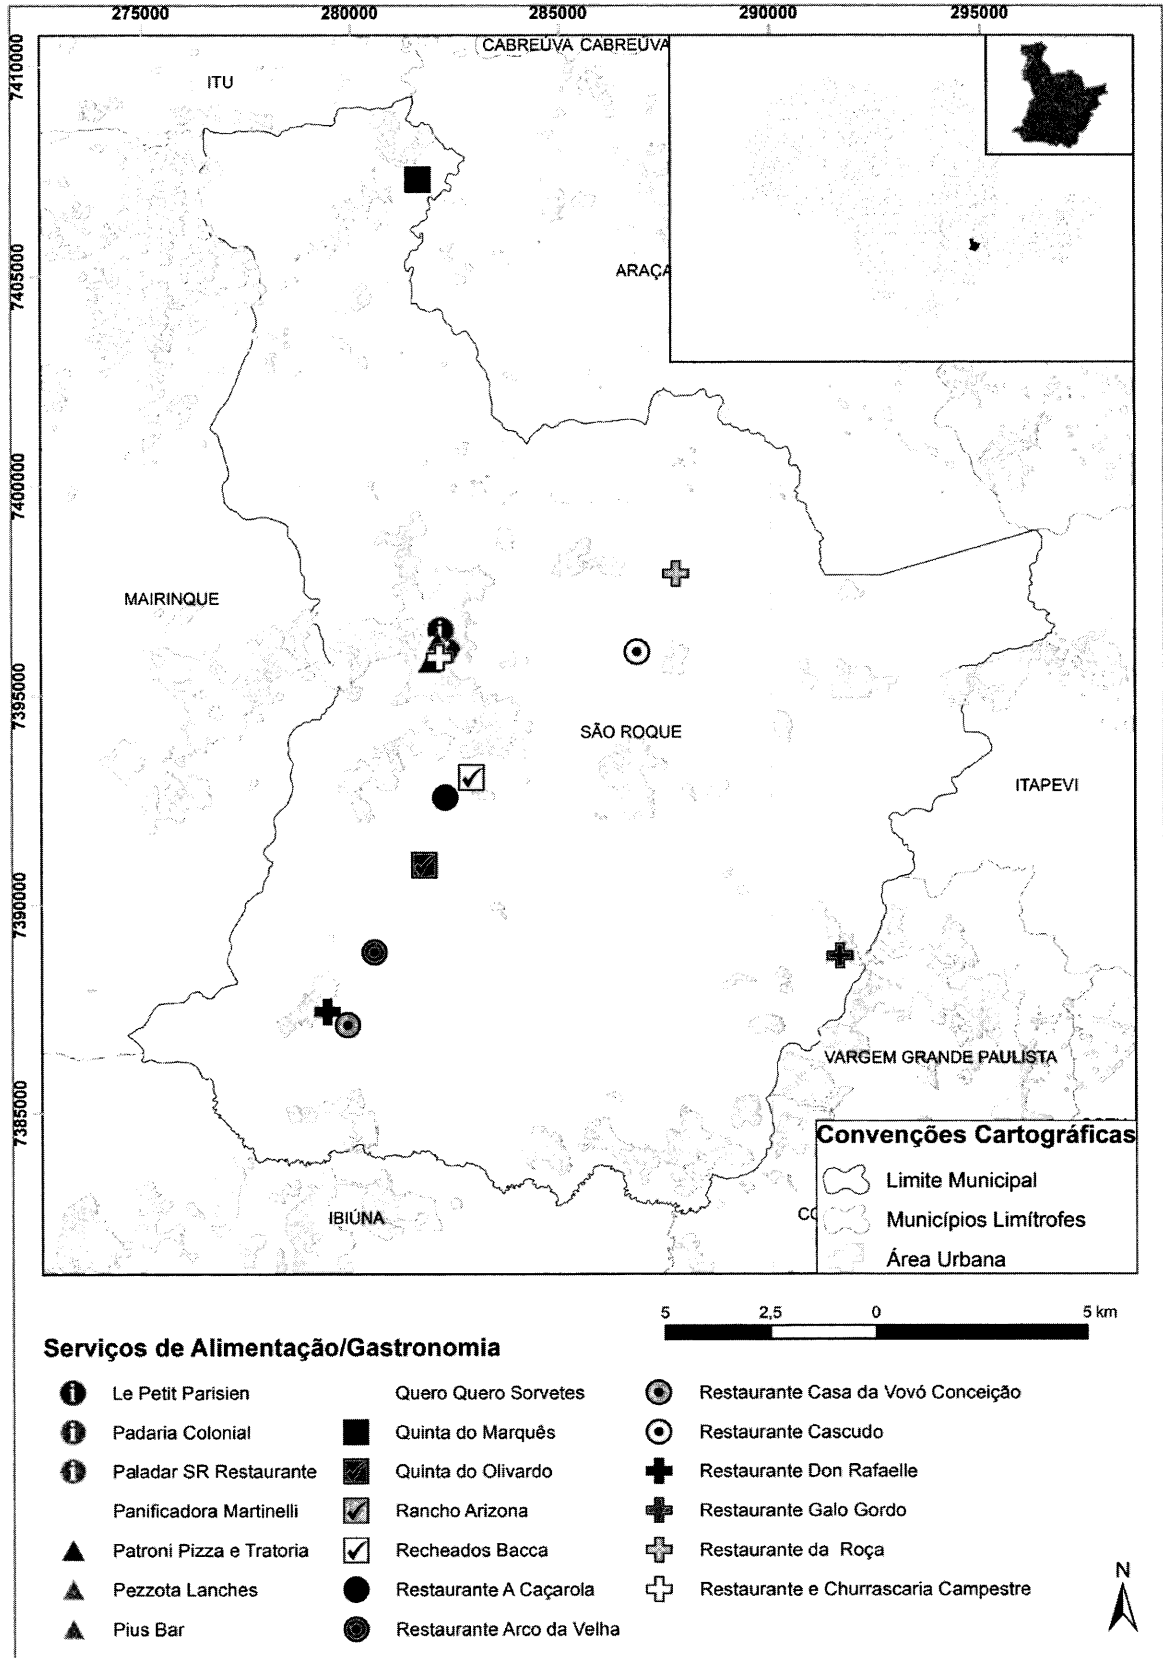 275000 280000 285000 290000 295000
7410000
7405000
7400000
7395000
7390000
7385000
CABREÚVA CABREÚVA
ITU
ARAÇA
MAIRINQUE
SÃO ROQUE
ITAPEVI
VARGEM GRANDE PAULISTA
IBIÚNA
CO
Convenções Cartográficas
Limite Municipal
Municípios Limítrofes
Área Urbana
5 2,5 0 5 km
Serviços de Alimentação/Gastronomia
Le Petit Parisien
Padaria Colonial
Paladar SR Restaurante
Panificadora Martinelli
Patroni Pizza e Tratoria
Pezzota Lanches
Pius Bar
Quero Quero Sorvetes
Quinta do Marquês
Quinta do Olivardo
Rancho Arizona
Recheados Bacca
Restaurante A Caçarola
Restaurante Arco da Velha
Restaurante Casa da Vovó Conceição
Restaurante Cascudo
Restaurante Don Rafaelle
Restaurante Galo Gordo
Restaurante da Roça
Restaurante e Churrascaria Campestre
N